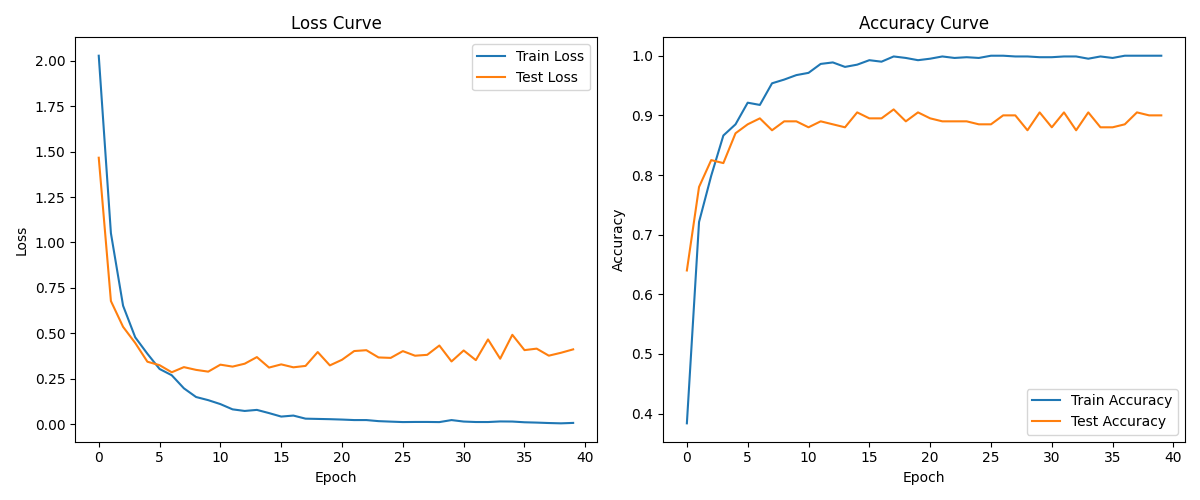 Loss Curve
2.00
1.75
1.50
1.25
1.00
0.75
0.50
0.25
0.00
Loss
Train Loss
Test Loss
0 5 10 15 20 25 30 35 40
Epoch
Accuracy Curve
1.0
0.9
0.8
0.7
0.6
0.5
0.4
Accuracy
Train Accuracy
Test Accuracy
0 5 10 15 20 25 30 35 40
Epoch